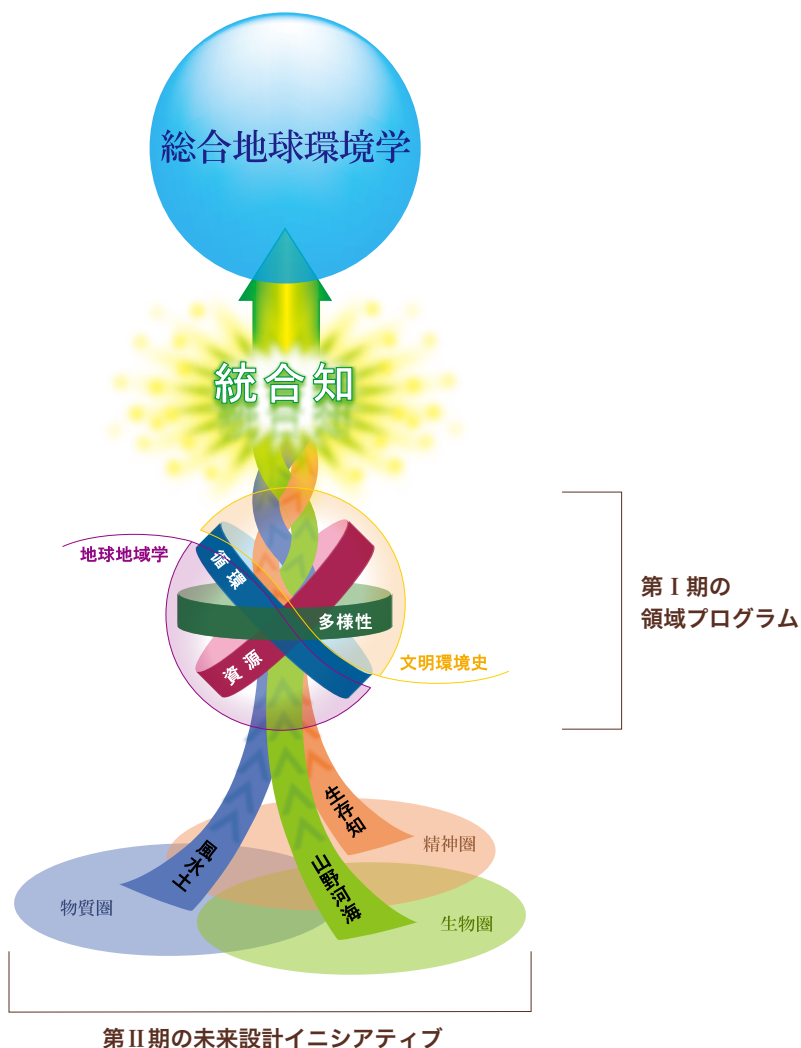 総合地球環境学
統合知
地球地域学
循環
多様性
資源
文明環境史
第Ⅰ期の
領域プログラム
生存知
精神圏
風水土
山野河海
物質圏
生物圏
第Ⅱ期の未来設計イニシアティブ